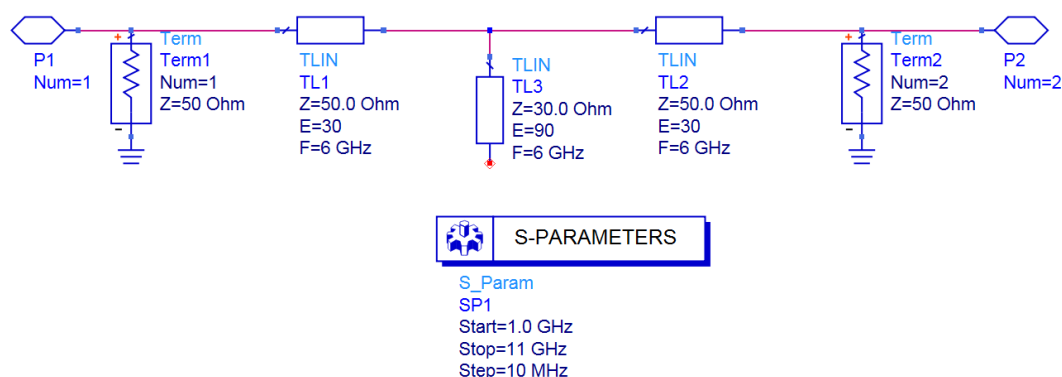 P1
Num=1
+
-
Term
Term1
Num=1
Z=50 Ohm
TLIN
TL1
Z=50.0 Ohm
E=30
F=6 GHz
TLIN
TL3
Z=30.0 Ohm
E=90
F=6 GHz
TLIN
TL2
Z=50.0 Ohm
E=30
F=6 GHz
+
-
Term
Term2
Num=2
Z=50 Ohm
P2
Num=2
S-PARAMETERS
S_Param
SP1
Start=1.0 GHz
Stop=11 GHz
Step=10 MHz